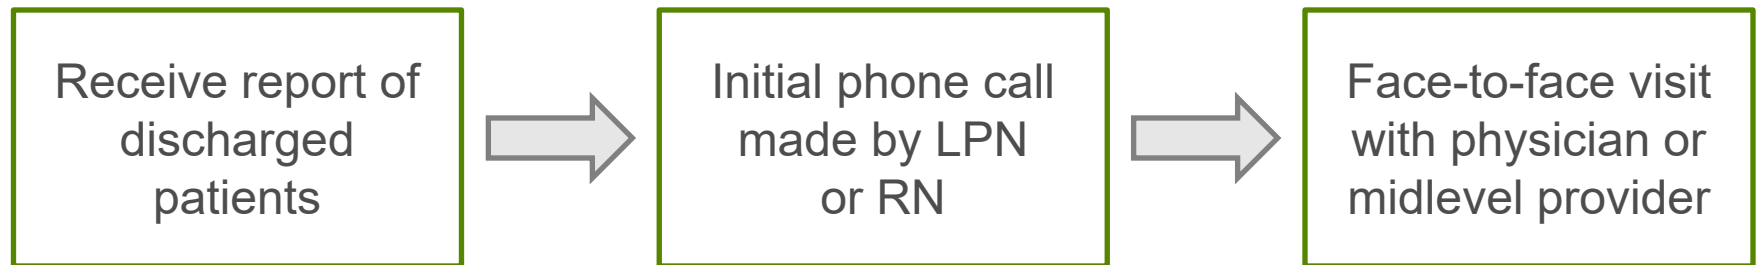 Receive report of
discharged
patients
Initial phone call
made by LPN
or RN
Face-to-face visit
with physician or
midlevel provider